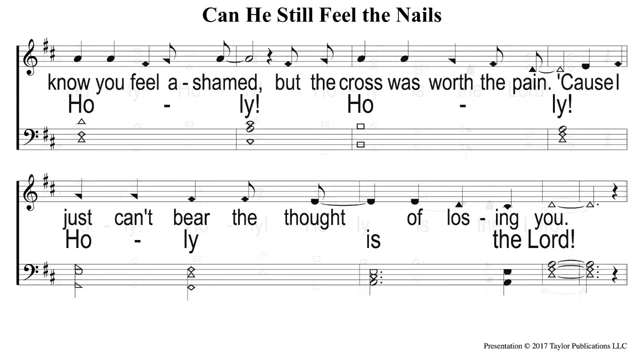 Can He Still Feel the Nails
know you feel a-shamed, but the cross was worth the pain. 'Cause I
Ho - ly! Ho - ly!
just can't bear the thought of los-ing you.
Ho - ly is the Lord!
Presentation © 2017 Taylor Publications LLC